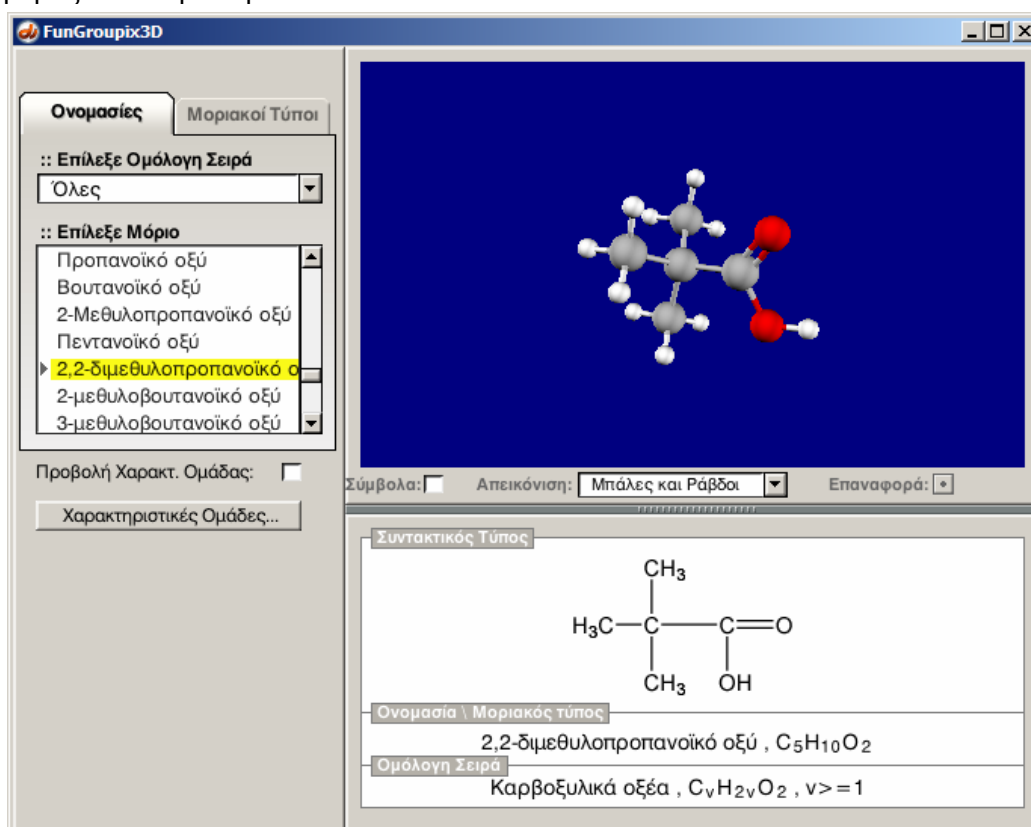 FunGroupix3D
Ονομασίες
Μοριακοί Τύποι
:: Επίλεξε Ομόλογη Σειρά
Όλες
:: Επίλεξε Μόριο
Προπανοϊκό οξύ
Βουτανοϊκό οξύ
2-Μεθυλοπροπανοϊκό οξύ
Πεντανοϊκό οξύ
2,2-διμεθυλοπροπανοϊκό ο
2-μεθυλοβουτανοϊκό οξύ
3-μεθυλοβουτανοϊκό οξύ
Προβολή Χαρακτ. Ομάδας:
Χαρακτηριστικές Ομάδες...
Σύμβολα:
Απεικόνιση: Μπάλες και Ράβδοι
Επαναφορά:
Συντακτικός Τύπος
CH₃
H₃C—C—C=O
CH₃ OH
Ονομασία \ Μοριακός τύπος
2,2-διμεθυλοπροπανοϊκό οξύ , C₅H₁₀O₂
Ομόλογη Σειρά
Καρβοξυλικά οξέα , CᵥH₂ᵥO₂ , v>=1